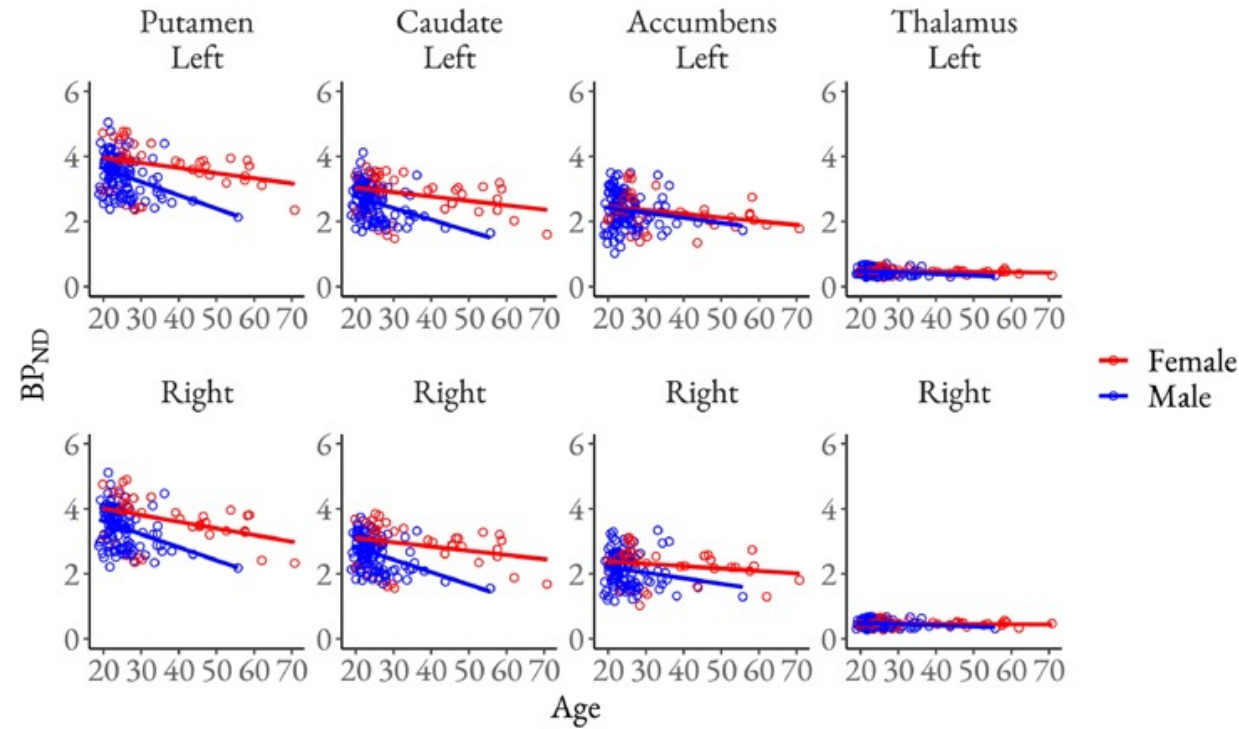 Putamen Caudate Accumbens Thalamus
Left Left Left Left
6 6 6 6
4 4 4 4
2 2 2 2
0 0 0 0
20 30 40 50 60 70 20 30 40 50 60 70 20 30 40 50 60 70 20 30 40 50 60 70
BPND
Female
Male
Right Right Right Right
6 6 6 6
4 4 4 4
2 2 2 2
0 0 0 0
20 30 40 50 60 70 20 30 40 50 60 70 20 30 40 50 60 70 20 30 40 50 60 70
Age